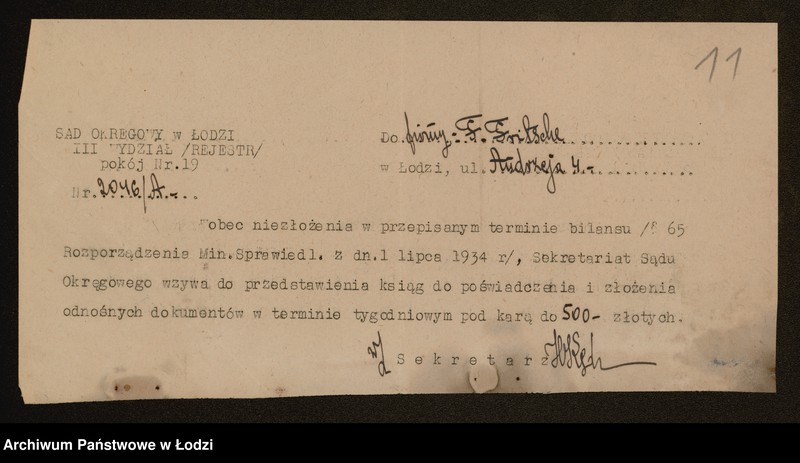 11
SĄD OKRĘGOWY w ŁODZI
III WYDZIAŁ /REJESTR/
pokój Nr.19
Nr. 2046/A.-..
Do firmy:- F. Fritsche
w Łodzi, ul. Andrzeja 4.-
Wobec niezłożenia w przepisanym terminie bilansu /§ 65
Rozporządzenia Min.Sprawiedl. z dn.1 lipca 1934 r/, Sekretariat Sądu
Okręgowego wzywa do przedstawienia ksiąg do poświadczenia i złożenia
odnośnych dokumentów w terminie tygodniowym pod karą do 500- złotych.
Sekretarz
Archiwum Państwowe w Łodzi